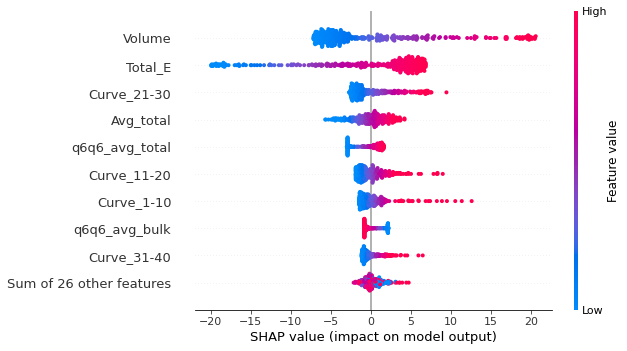 High
Volume
Total_E
Curve_21-30
Avg_total
q6q6_avg_total
Curve_11-20
Curve_1-10
q6q6_avg_bulk
Curve_31-40
Sum of 26 other features
Feature value
Low
−20 −15 −10 −5 0 5 10 15 20
SHAP value (impact on model output)